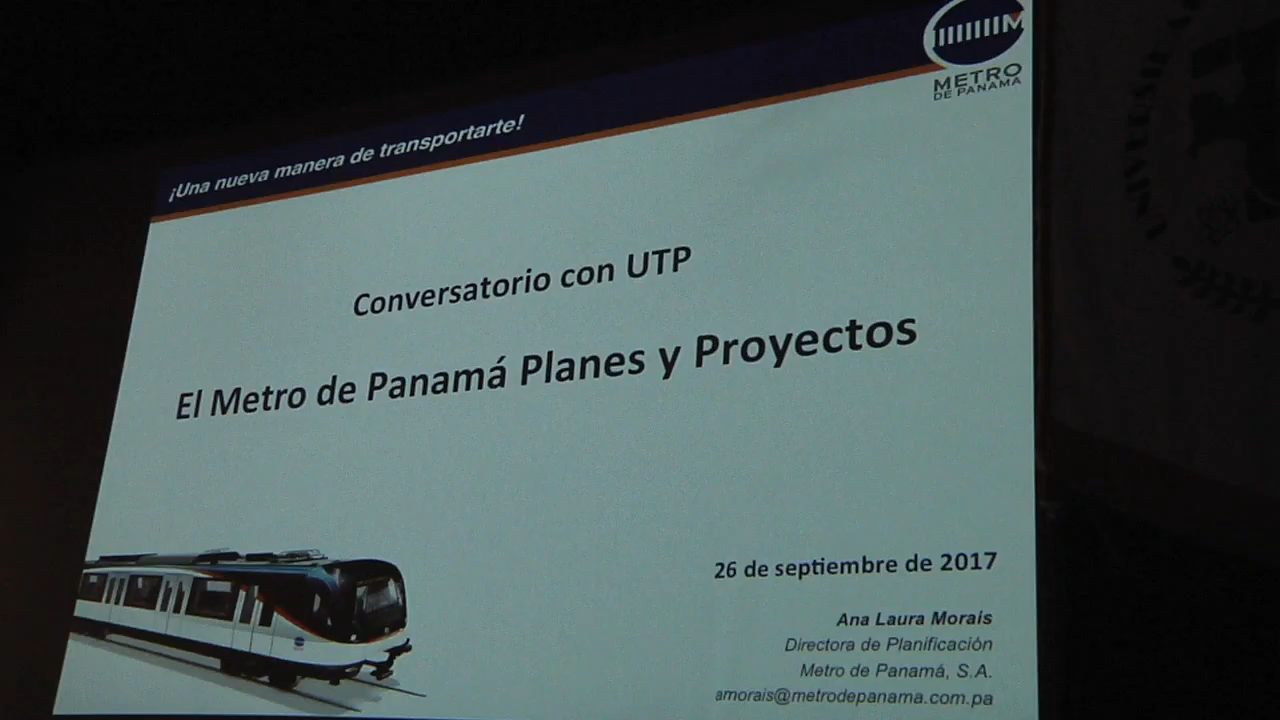 METRO
DE PANAMA
¡Una nueva manera de transportarte!
Conversatorio con UTP
El Metro de Panamá Planes y Proyectos
26 de septiembre de 2017
Ana Laura Morais
Directora de Planificación
Metro de Panamá, S.A.
amorais@metrodepanama.com.pa